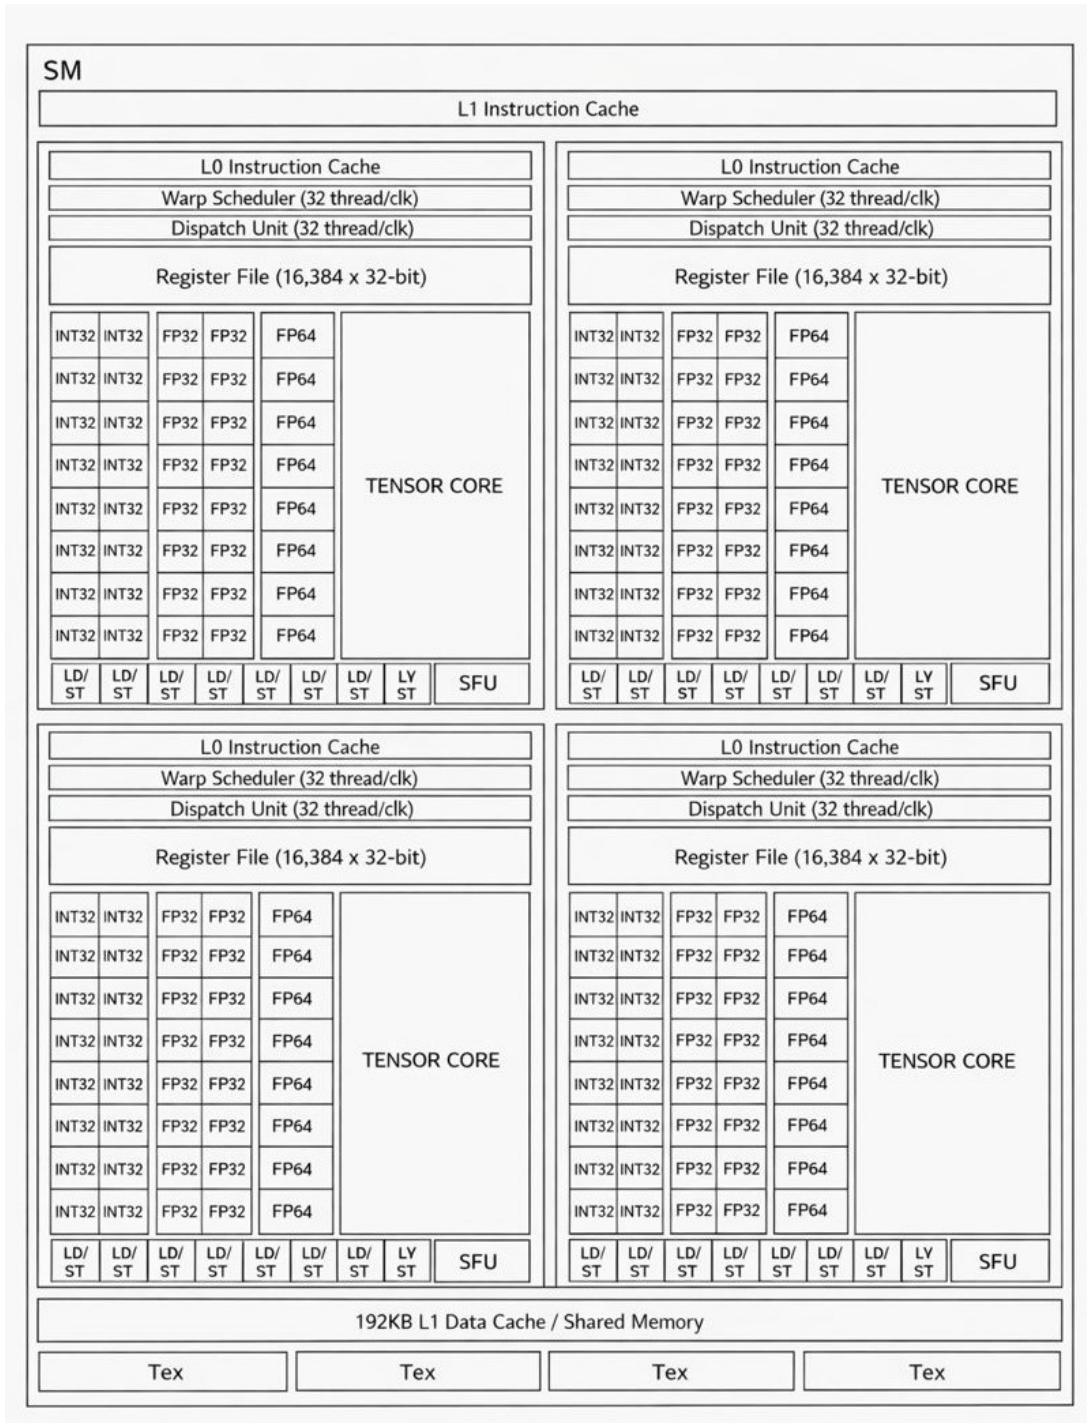 SM
L1 Instruction Cache
L0 Instruction Cache
Warp Scheduler (32 thread/clk)
Dispatch Unit (32 thread/clk)
Register File (16,384 x 32-bit)
INT32 INT32 FP32 FP32 FP64
INT32 INT32 FP32 FP32 FP64
INT32 INT32 FP32 FP32 FP64
INT32 INT32 FP32 FP32 FP64
INT32 INT32 FP32 FP32 FP64
INT32 INT32 FP32 FP32 FP64
INT32 INT32 FP32 FP32 FP64
INT32 INT32 FP32 FP32 FP64
TENSOR CORE
LD/ LD/ LD/ LD/ LD/ LD/ LD/ LY
ST ST ST ST ST ST ST ST
SFU
L0 Instruction Cache
Warp Scheduler (32 thread/clk)
Dispatch Unit (32 thread/clk)
Register File (16,384 x 32-bit)
INT32 INT32 FP32 FP32 FP64
INT32 INT32 FP32 FP32 FP64
INT32 INT32 FP32 FP32 FP64
INT32 INT32 FP32 FP32 FP64
INT32 INT32 FP32 FP32 FP64
INT32 INT32 FP32 FP32 FP64
INT32 INT32 FP32 FP32 FP64
INT32 INT32 FP32 FP32 FP64
TENSOR CORE
LD/ LD/ LD/ LD/ LD/ LD/ LD/ LY
ST ST ST ST ST ST ST ST
SFU
L0 Instruction Cache
Warp Scheduler (32 thread/clk)
Dispatch Unit (32 thread/clk)
Register File (16,384 x 32-bit)
INT32 INT32 FP32 FP32 FP64
INT32 INT32 FP32 FP32 FP64
INT32 INT32 FP32 FP32 FP64
INT32 INT32 FP32 FP32 FP64
INT32 INT32 FP32 FP32 FP64
INT32 INT32 FP32 FP32 FP64
INT32 INT32 FP32 FP32 FP64
INT32 INT32 FP32 FP32 FP64
TENSOR CORE
LD/ LD/ LD/ LD/ LD/ LD/ LD/ LY
ST ST ST ST ST ST ST ST
SFU
L0 Instruction Cache
Warp Scheduler (32 thread/clk)
Dispatch Unit (32 thread/clk)
Register File (16,384 x 32-bit)
INT32 INT32 FP32 FP32 FP64
INT32 INT32 FP32 FP32 FP64
INT32 INT32 FP32 FP32 FP64
INT32 INT32 FP32 FP32 FP64
INT32 INT32 FP32 FP32 FP64
INT32 INT32 FP32 FP32 FP64
INT32 INT32 FP32 FP32 FP64
INT32 INT32 FP32 FP32 FP64
TENSOR CORE
LD/ LD/ LD/ LD/ LD/ LD/ LD/ LY
ST ST ST ST ST ST ST ST
SFU
192KB L1 Data Cache / Shared Memory
Tex Tex Tex Tex